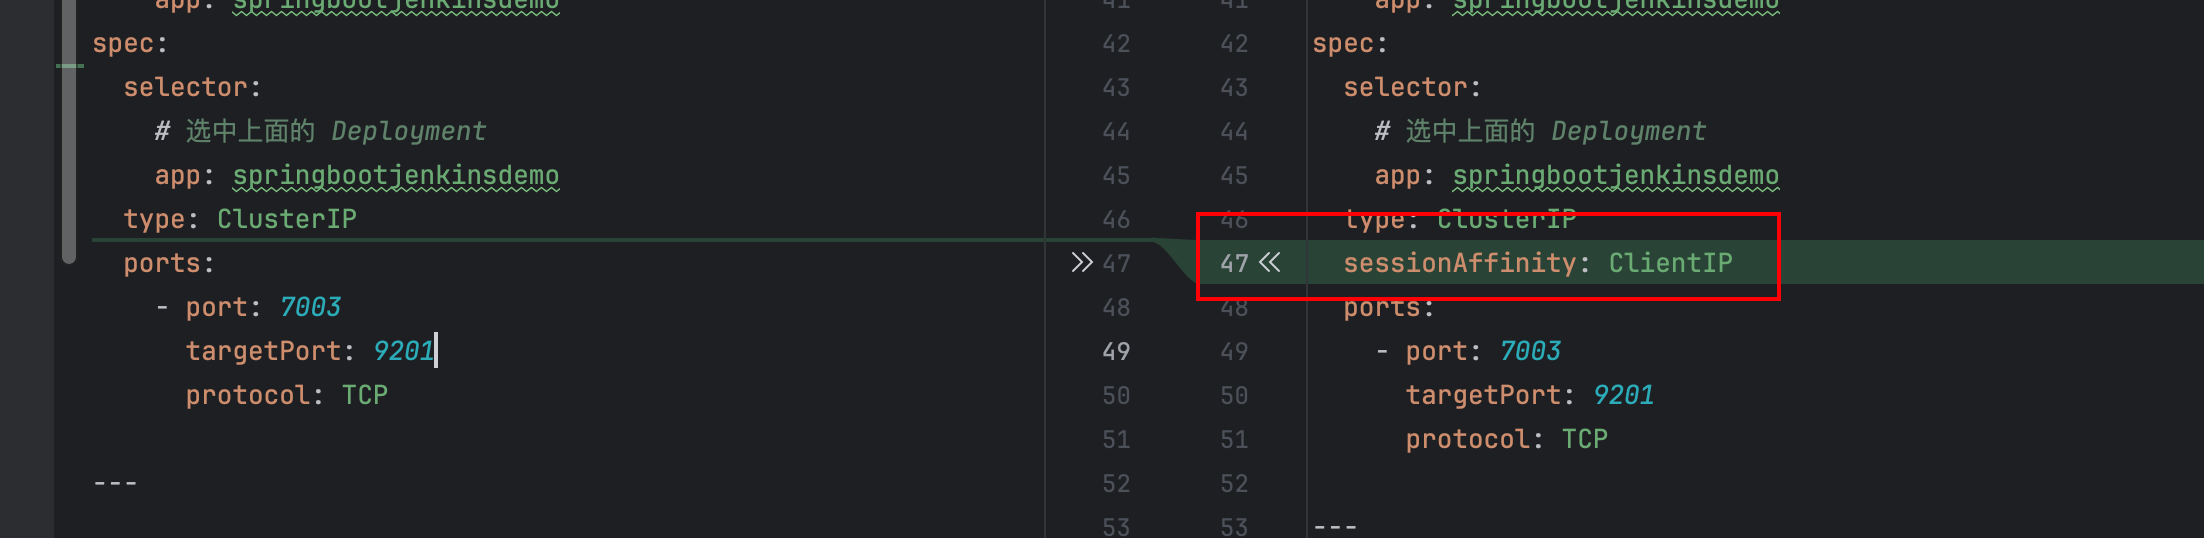 app: springbootjenkinsdemo
spec:
  selector:
    # 选中上面的 Deployment
    app: springbootjenkinsdemo
  type: ClusterIP
  ports:
    - port: 7003
      targetPort: 9201
      protocol: TCP
---
41
42
43
44
45
46
>> 47
48
49
50
51
52
53
41
42
43
44
45
46
47 <<
48
49
50
51
52
53
app: springbootjenkinsdemo
spec:
  selector:
    # 选中上面的 Deployment
    app: springbootjenkinsdemo
  type: ClusterIP
  sessionAffinity: ClientIP
  ports:
    - port: 7003
      targetPort: 9201
      protocol: TCP
---